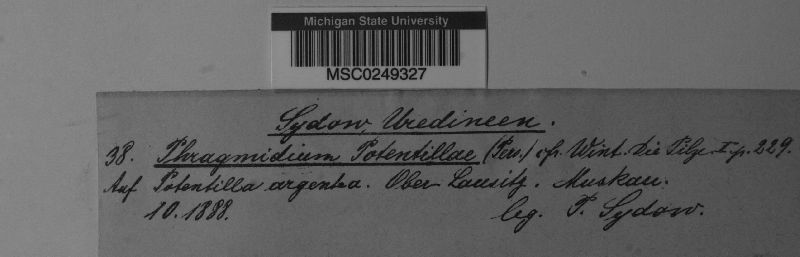 Michigan State University
MSC0249327
Sydow, Uredineen.
38. Phragmidium Potentillae (Pers.) cfr. Wint. Die Pilze. I. p. 229.
Auf Potentilla argentea. Ober Lausitz. Muskau.
10. 1888. leg. P. Sydow.